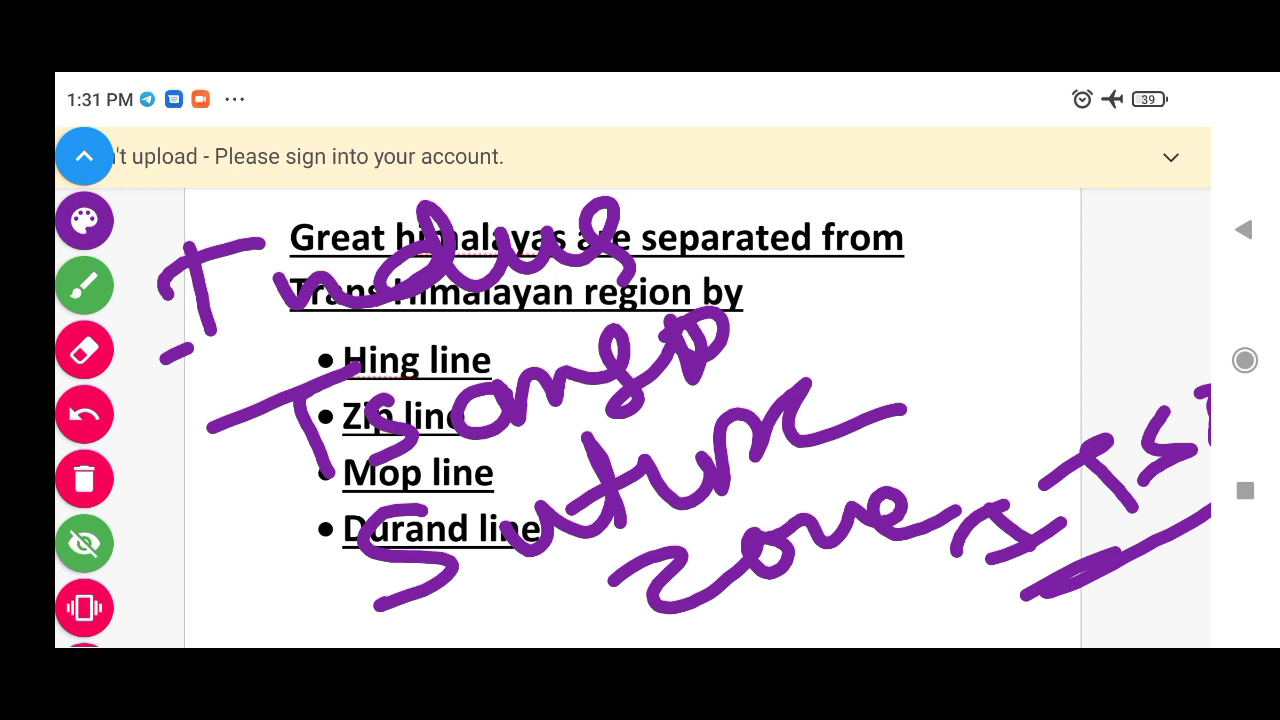 1:31 PM
39
't upload - Please sign into your account.
Great himalayas are separated from
Trans himalayan region by
• Hing line
• Zip line
• Mop line
• Durand line
Indus
Suture
zone